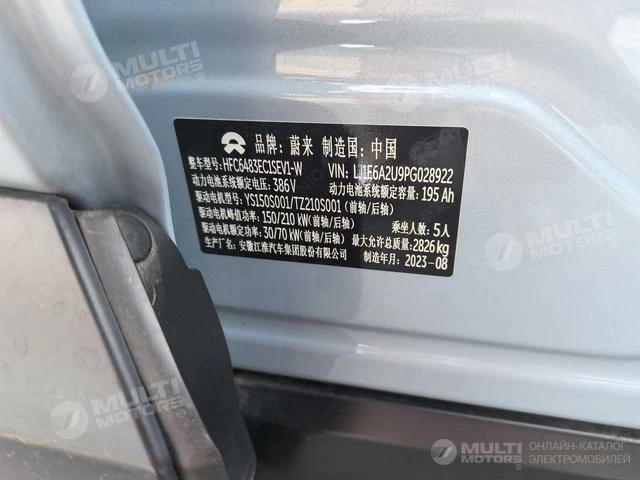 MULTI MOTORS
MULTI MOTORS
品牌：蔚来 制造国：中国
整车型号：HFC6483EC1SEV1-W VIN: LJ1E6A2U9PG028922
动力电池系统额定电压：386V 动力电池系统额定容量：195 Ah
驱动电机型号：YS150S001/TZ210S001 (前轴/后轴)
驱动电机峰值功率：150/210 kW(前轴/后轴) 乘坐人数：5人
驱动电机额定功率：30/70 kW(前轴/后轴) 最大允许总质量：2826kg
生产厂名：安徽江淮汽车集团股份有限公司 制造年月：2023-08
MULTI MOTORS
MULTI MOTORS
MULTI MOTORS
ОНЛАЙН-КАТАЛОГ
ЭЛЕКТРОМОБИЛЕЙ